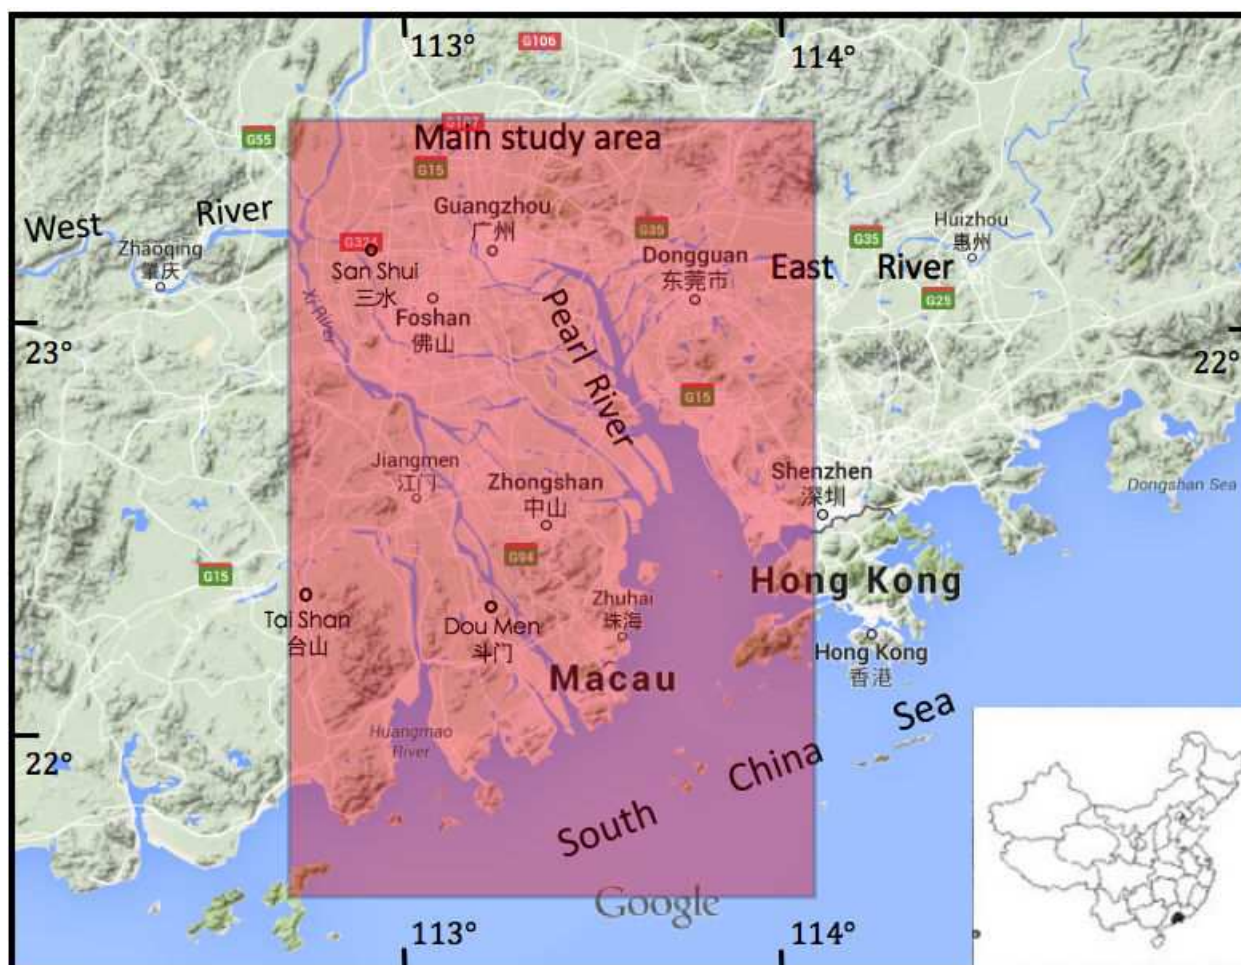 113°
G106
114°
G107
G55
Main study area
G15
Guangzhou
广州
West River
Zhaoqing
肇庆
G35
G35
Huizhou
惠州
San Shui
三水
Dongguan
东莞市
East River
G25
Xi River
Foshan
佛山
Pearl River
23°
22°
G15
Jiangmen
江门
Zhongshan
中山
Shenzhen
深圳
Dongshan Sea
G94
G15
Hong Kong
Tai Shan
台山
Dou Men
斗门
Zhuhai
珠海
Hong Kong
香港
Macau
Huangmao
River
22°
South China Sea
Google
113°
114°